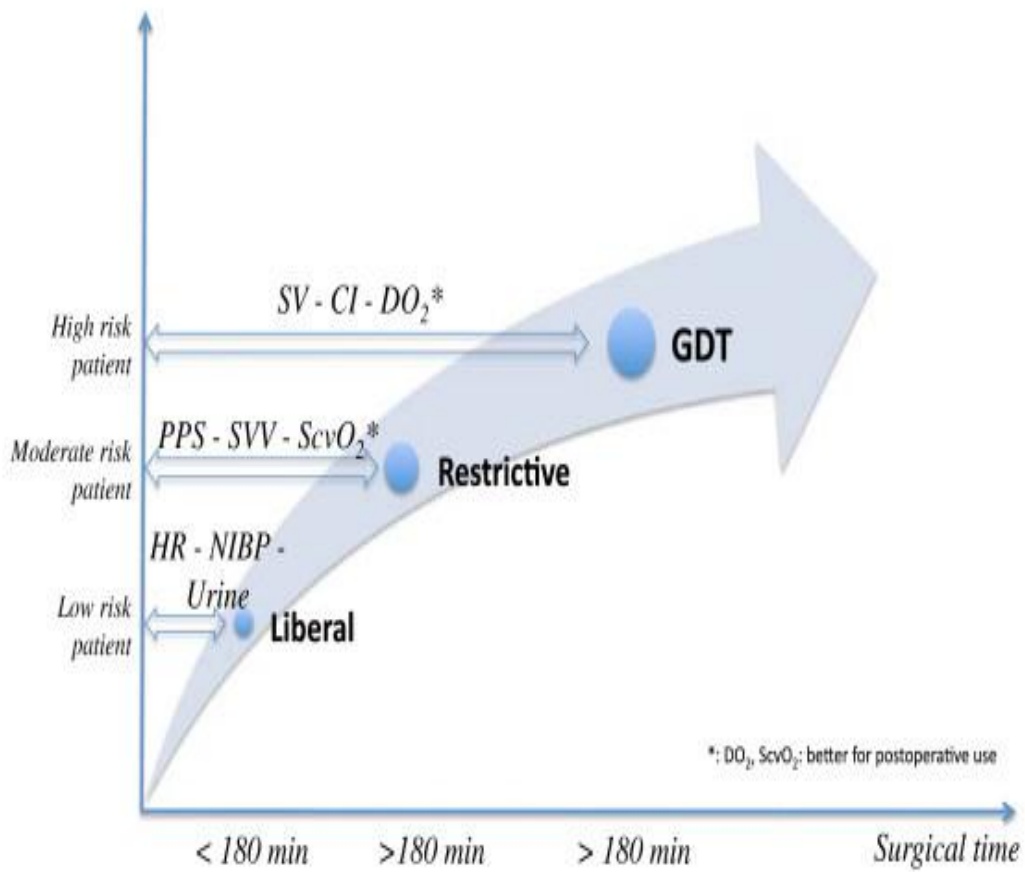 SV - CI - DO₂*
High risk
patient
GDT
PPS - SVV - ScvO₂*
Moderate risk
patient
Restrictive
HR - NIBP -
Urine
Low risk
patient
Liberal
*: DO₂, ScvO₂: better for postoperative use
< 180 min
>180 min
> 180 min
Surgical time